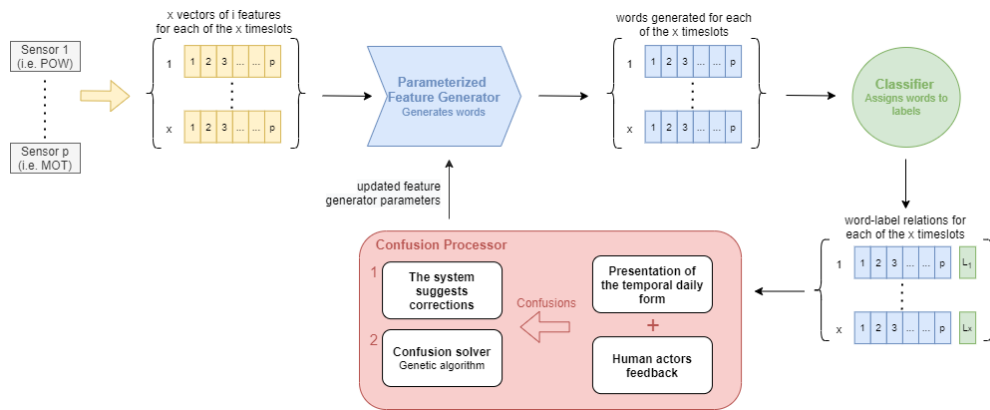 Sensor 1
(i.e. POW)
Sensor p
(i.e. MOT)
x vectors of i features
for each of the x timeslots
1
1 2 3 ... ... p
x
1 2 3 ... ... p
Parameterized
Feature Generator
Generates words
words generated for each
of the x timeslots
1
1 2 3 ... ... p
x
1 2 3 ... ... p
Classifier
Assigns words to
labels
word-label relations for
each of the x timeslots
1
1 2 3 ... ... p L1
x
1 2 3 ... ... p Lx
updated feature
generator parameters
Confusion Processor
1
The system
suggests
corrections
2
Confusion solver
Genetic algorithm
Confusions
Presentation of
the temporal daily
form
+
Human actors
feedback